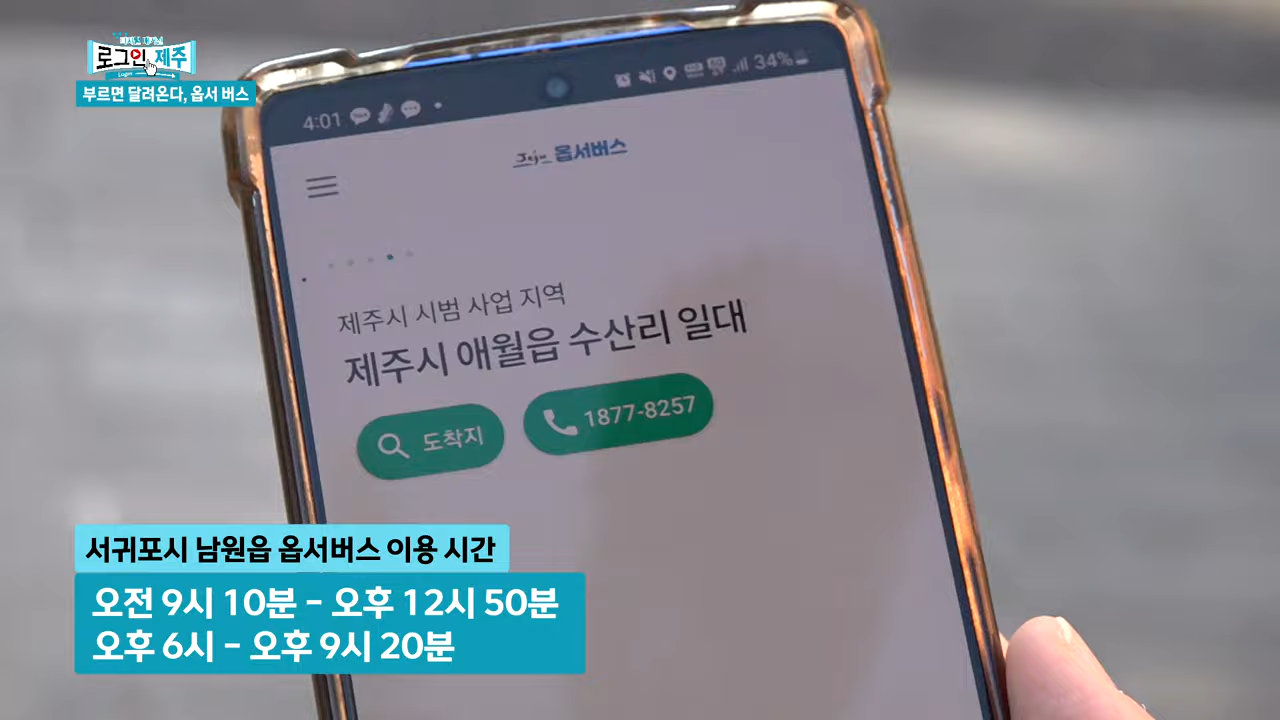 로그인 제주
Login
부르면 달려온다, 옵서 버스
4:01
34%
Jeju 옵서버스
제주시 시범 사업 지역
제주시 애월읍 수산리 일대
도착지
1877-8257
서귀포시 남원읍 옵서버스 이용 시간
오전 9시 10분 - 오후 12시 50분
오후 6시 - 오후 9시 20분